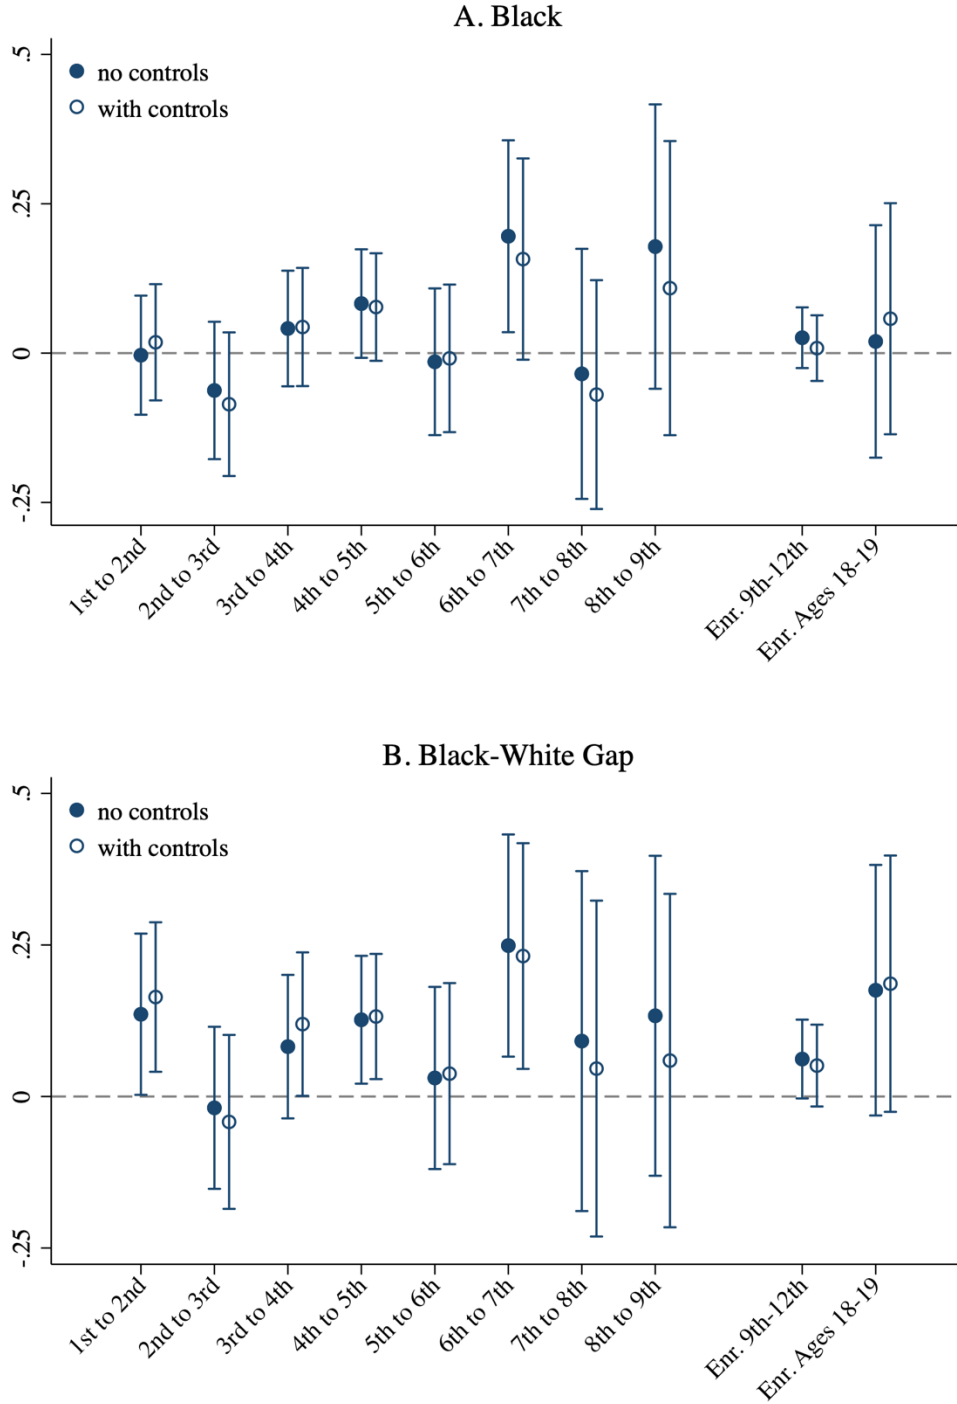 A. Black
.5
.25
0
-.25
no controls
with controls
1st to 2nd
2nd to 3rd
3rd to 4th
4th to 5th
5th to 6th
6th to 7th
7th to 8th
8th to 9th
Enr. 9th-12th
Enr. Ages 18-19
B. Black-White Gap
.5
.25
0
-.25
no controls
with controls
1st to 2nd
2nd to 3rd
3rd to 4th
4th to 5th
5th to 6th
6th to 7th
7th to 8th
8th to 9th
Enr. 9th-12th
Enr. Ages 18-19